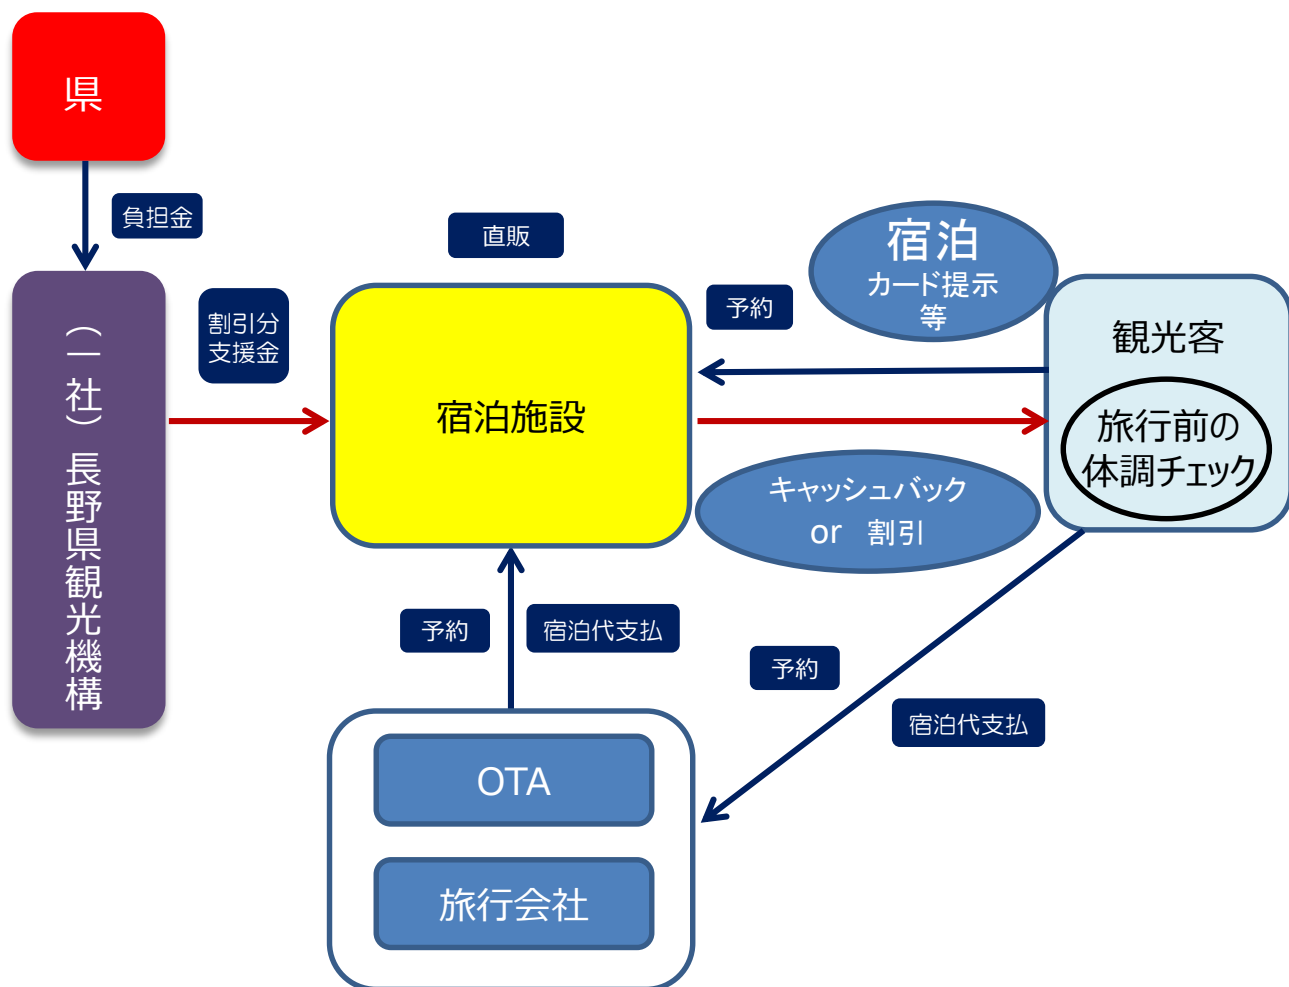 県
負担金
（一社）長野県観光機構
割引分
支援金
直販
宿泊施設
予約
宿泊
カード提示
等
観光客
旅行前の
体調チェック
キャッシュバック
or 割引
予約
宿泊代支払
予約
宿泊代支払
OTA
旅行会社